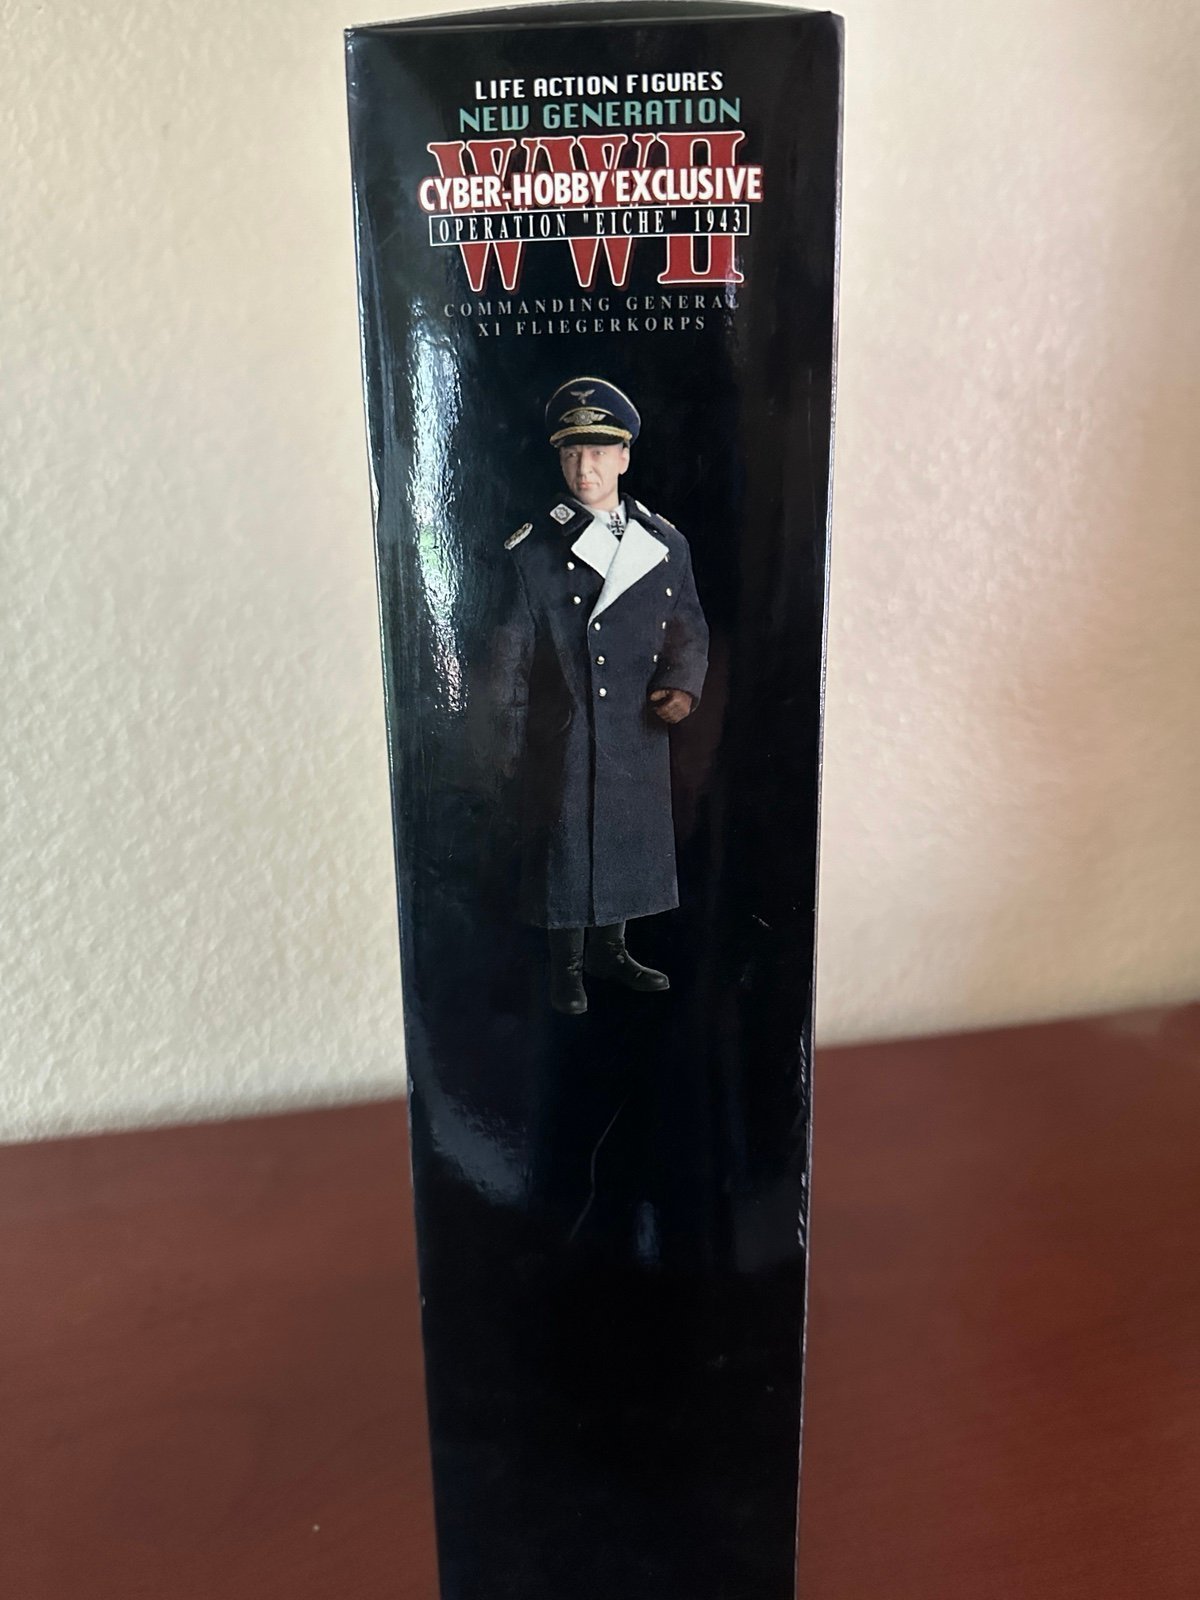 LIFE ACTION FIGURES
NEW GENERATION
WWII
CYBER-HOBBY EXCLUSIVE
OPERATION "EICHE" 1943
COMMANDING GENERAL
XI FLIEGERKORPS